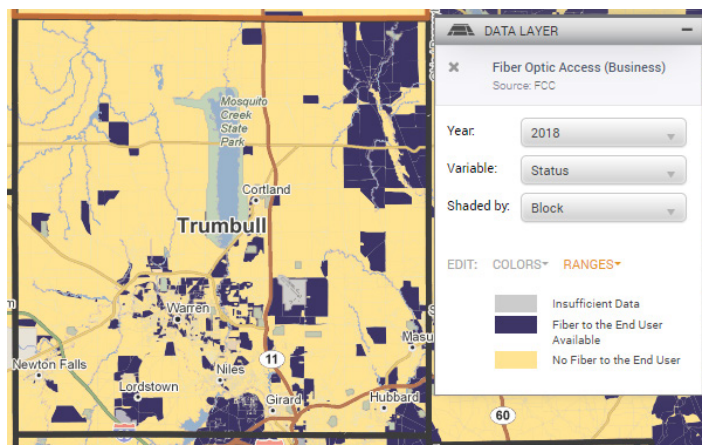 DATA LAYER
Fiber Optic Access (Business)
Source: FCC
Year:
2018
Variable:
Status
Shaded by:
Block
EDIT: COLORS RANGES
Insufficient Data
Fiber to the End User
Available
No Fiber to the End User
Mosquito
Creek
State
Park
Cortland
Trumbull
Warren
11
Newton Falls
Niles
Lordstown
Girard
Hubbard
60